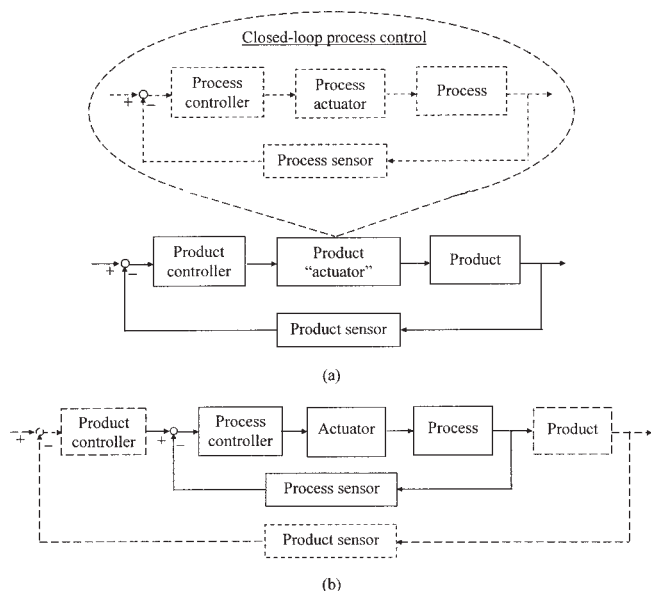 Closed-loop process control
Process
controller
Process
actuator
Process
+
−
Process sensor
Product
controller
Product
“actuator”
Product
+
−
Product sensor
(a)
Product
controller
Process
controller
Actuator
Process
Product
+
−
+
−
Process sensor
Product sensor
(b)